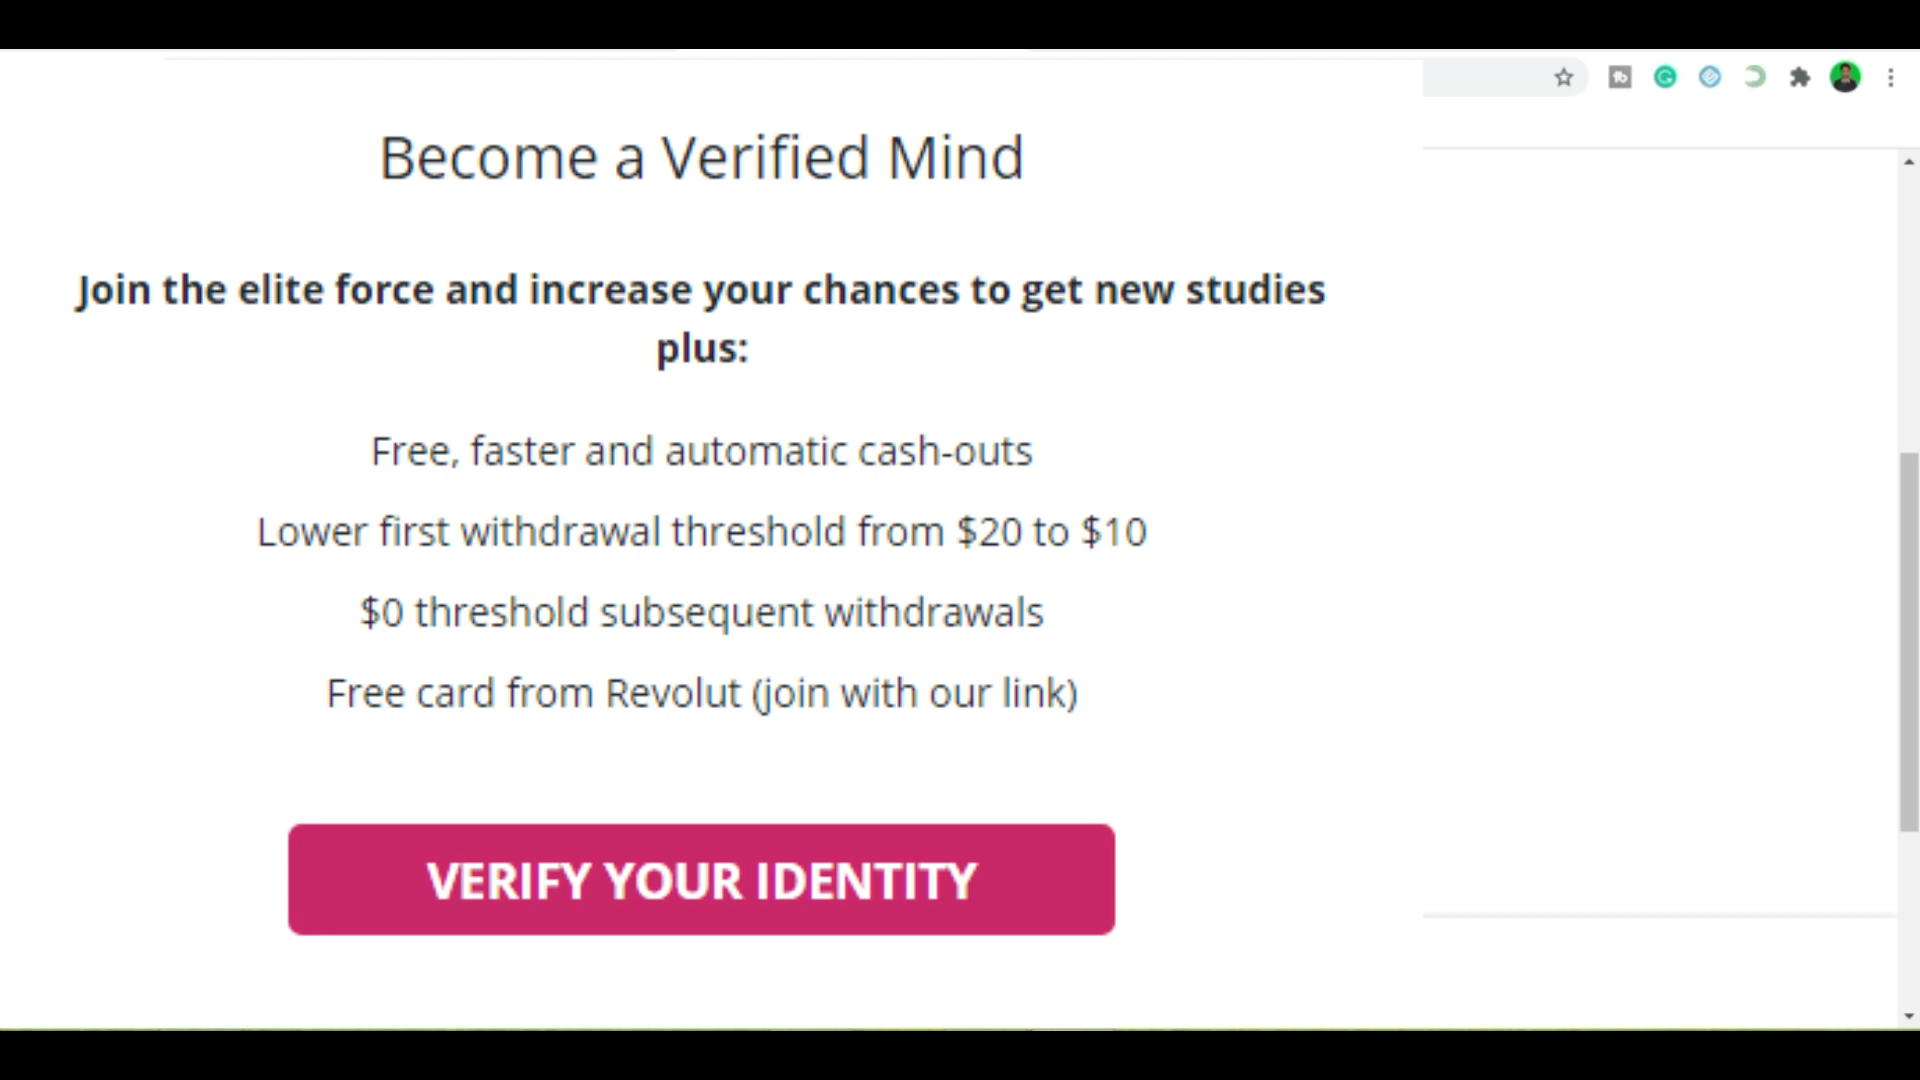 Become a Verified Mind
Join the elite force and increase your chances to get new studies
plus:
Free, faster and automatic cash-outs
Lower first withdrawal threshold from $20 to $10
$0 threshold subsequent withdrawals
Free card from Revolut (join with our link)
VERIFY YOUR IDENTITY